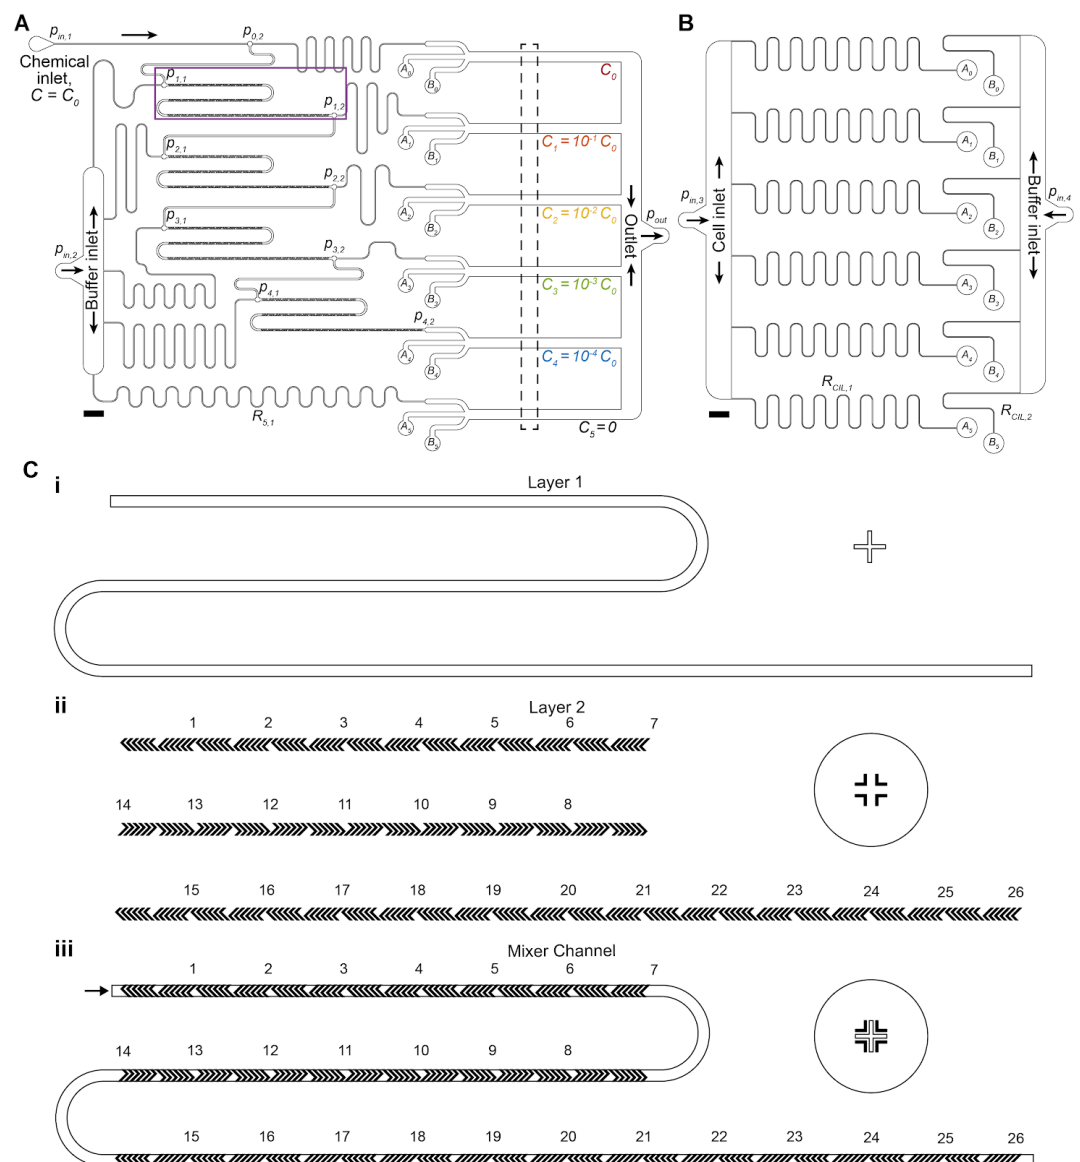 A
p_in,1
p_0,2
Chemical
inlet,
C = C_0
p_1,1
p_1,2
p_2,1
p_2,2
p_3,1
p_3,2
p_4,1
p_4,2
p_in,2
Buffer inlet
R_5,1
A_0
B_0
A_1
B_1
A_2
B_2
A_3
B_3
A_4
B_4
A_5
B_5
C_0
C_1 = 10^-1 C_0
C_2 = 10^-2 C_0
C_3 = 10^-3 C_0
C_4 = 10^-4 C_0
C_5 = 0
Outlet
p_out
B
p_in,3
Cell inlet
A_0
B_0
A_1
B_1
A_2
B_2
A_3
B_3
A_4
B_4
A_5
B_5
R_CIL,1
R_CIL,2
Buffer inlet
p_in,4
C
i
Layer 1
ii
Layer 2
1 2 3 4 5 6 7
14 13 12 11 10 9 8
15 16 17 18 19 20 21 22 23 24 25 26
iii
Mixer Channel
1 2 3 4 5 6 7
14 13 12 11 10 9 8
15 16 17 18 19 20 21 22 23 24 25 26